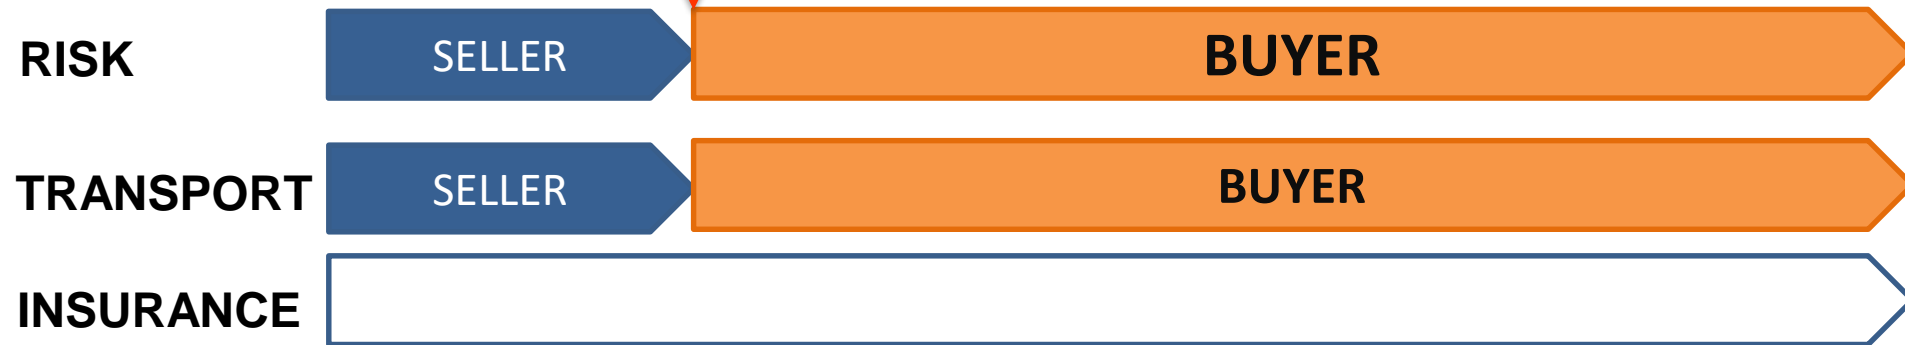 RISK SELLER BUYER
TRANSPORT SELLER BUYER
INSURANCE